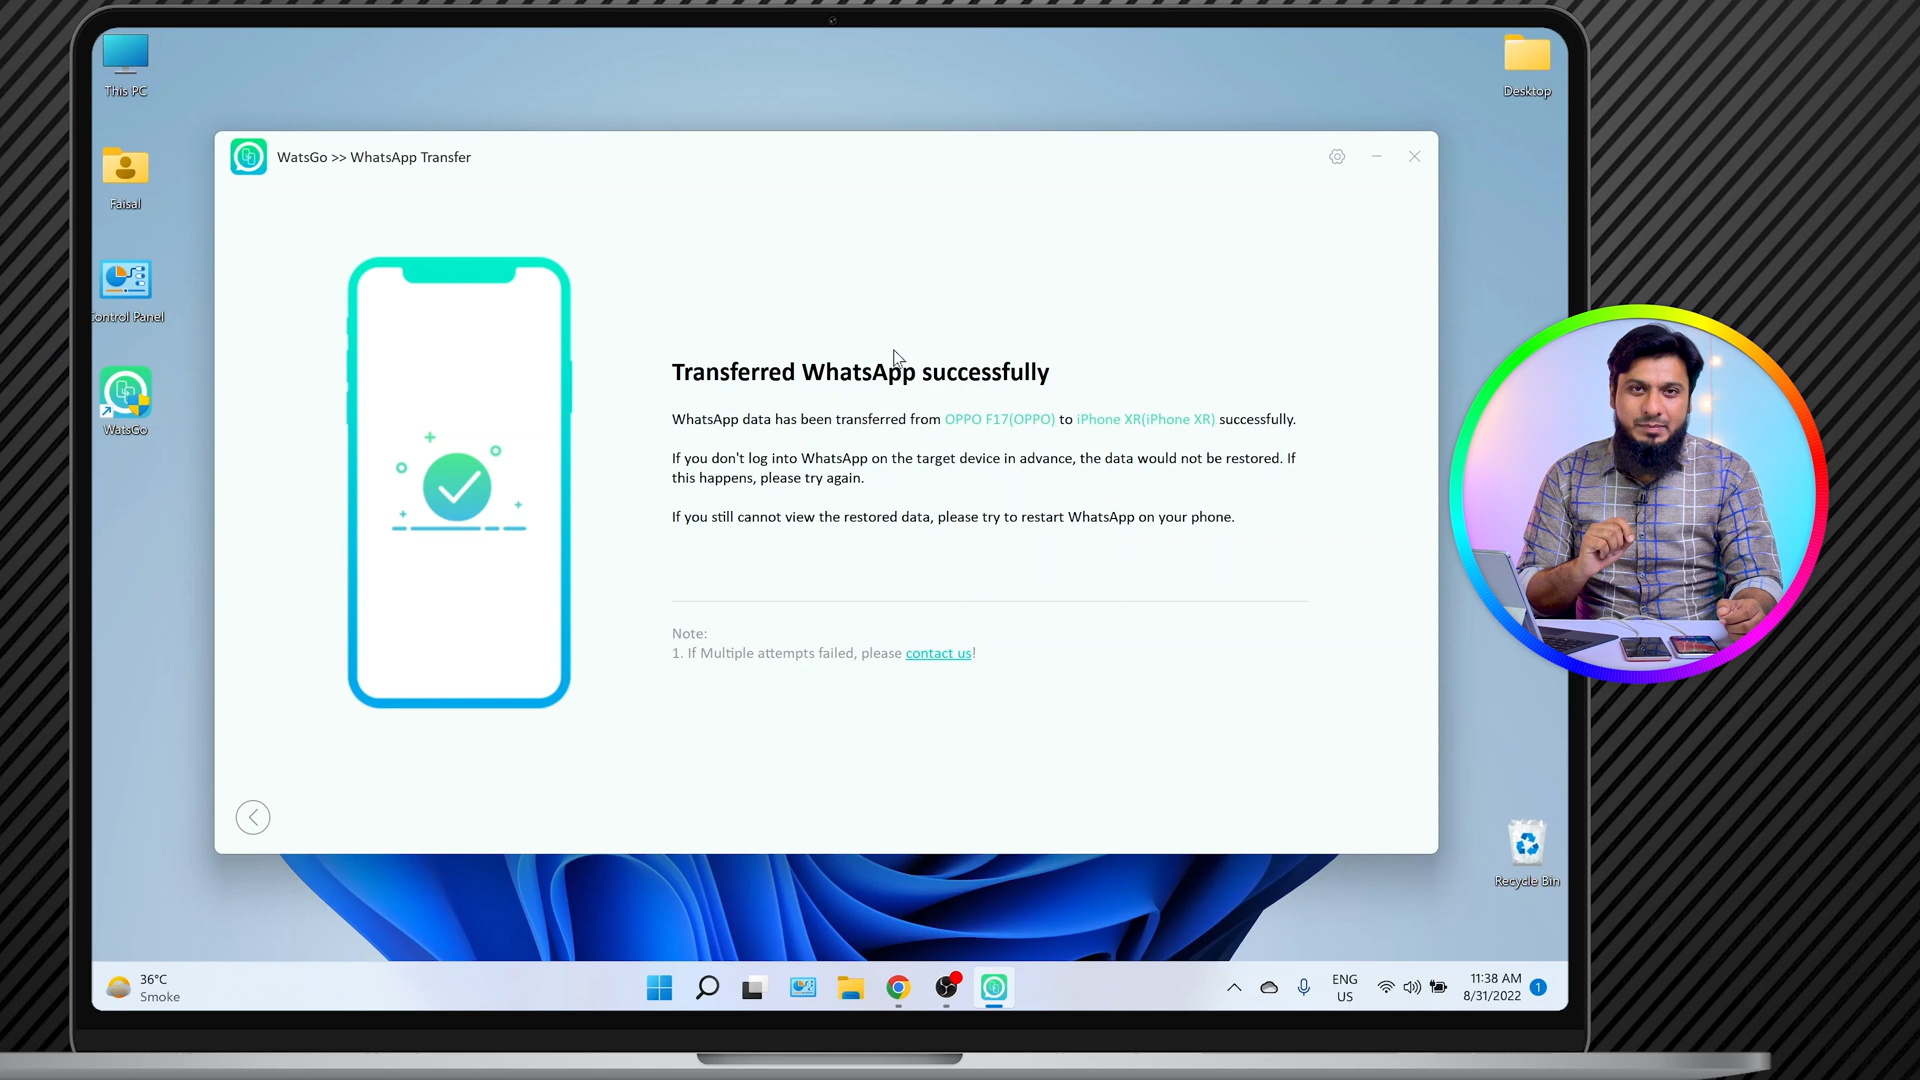 This PC
Desktop
WatsGo >> WhatsApp Transfer
Faisal
Control Panel
WatsGo
Transferred WhatsApp successfully
WhatsApp data has been transferred from OPPO F17(OPPO) to iPhone XR(iPhone XR) successfully.
If you don't log into WhatsApp on the target device in advance, the data would not be restored. If
this happens, please try again.
If you still cannot view the restored data, please try to restart WhatsApp on your phone.
Note:
1. If Multiple attempts failed, please contact us!
Recycle Bin
36°C
Smoke
ENG
US
11:38 AM
8/31/2022
1